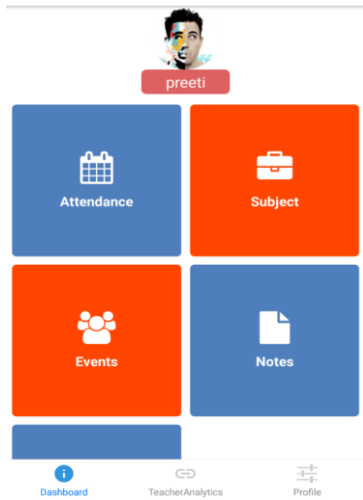 preeti
Attendance
Subject
Events
Notes
Dashboard
TeacherAnalytics
Profile